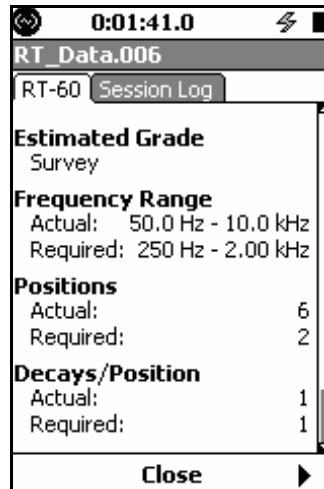 0:01:41.0
RT_Data.006
RT-60 Session Log
Estimated Grade
Survey
Frequency Range
Actual: 50.0 Hz - 10.0 kHz
Required: 250 Hz - 2.00 kHz
Positions
Actual: 6
Required: 2
Decays/Position
Actual: 1
Required: 1
Close